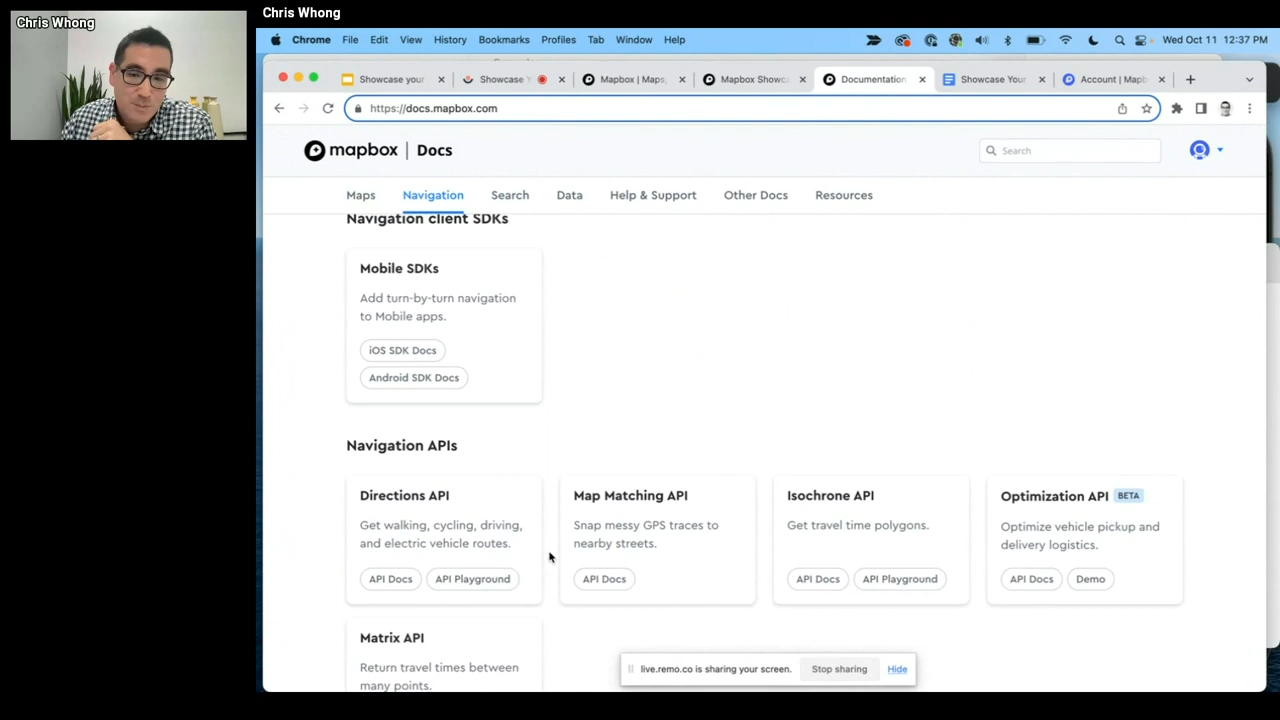 Chris Whong
Chris Whong
Chrome File Edit View History Bookmarks Profiles Tab Window Help Wed Oct 11 12:37 PM
Showcase your Showcase Y Mapbox | Maps, Mapbox Showc Documentation Showcase Your Account | Mapb
https://docs.mapbox.com
mapbox | Docs
Search
Maps Navigation Search Data Help & Support Other Docs Resources
Navigation client SDKs
Mobile SDKs
Add turn-by-turn navigation
to Mobile apps.
iOS SDK Docs
Android SDK Docs
Navigation APIs
Directions API
Get walking, cycling, driving,
and electric vehicle routes.
API Docs API Playground
Map Matching API
Snap messy GPS traces to
nearby streets.
API Docs
Isochrone API
Get travel time polygons.
API Docs API Playground
Optimization API BETA
Optimize vehicle pickup and
delivery logistics.
API Docs Demo
Matrix API
Return travel times between
many points.
live.remo.co is sharing your screen. Stop sharing Hide